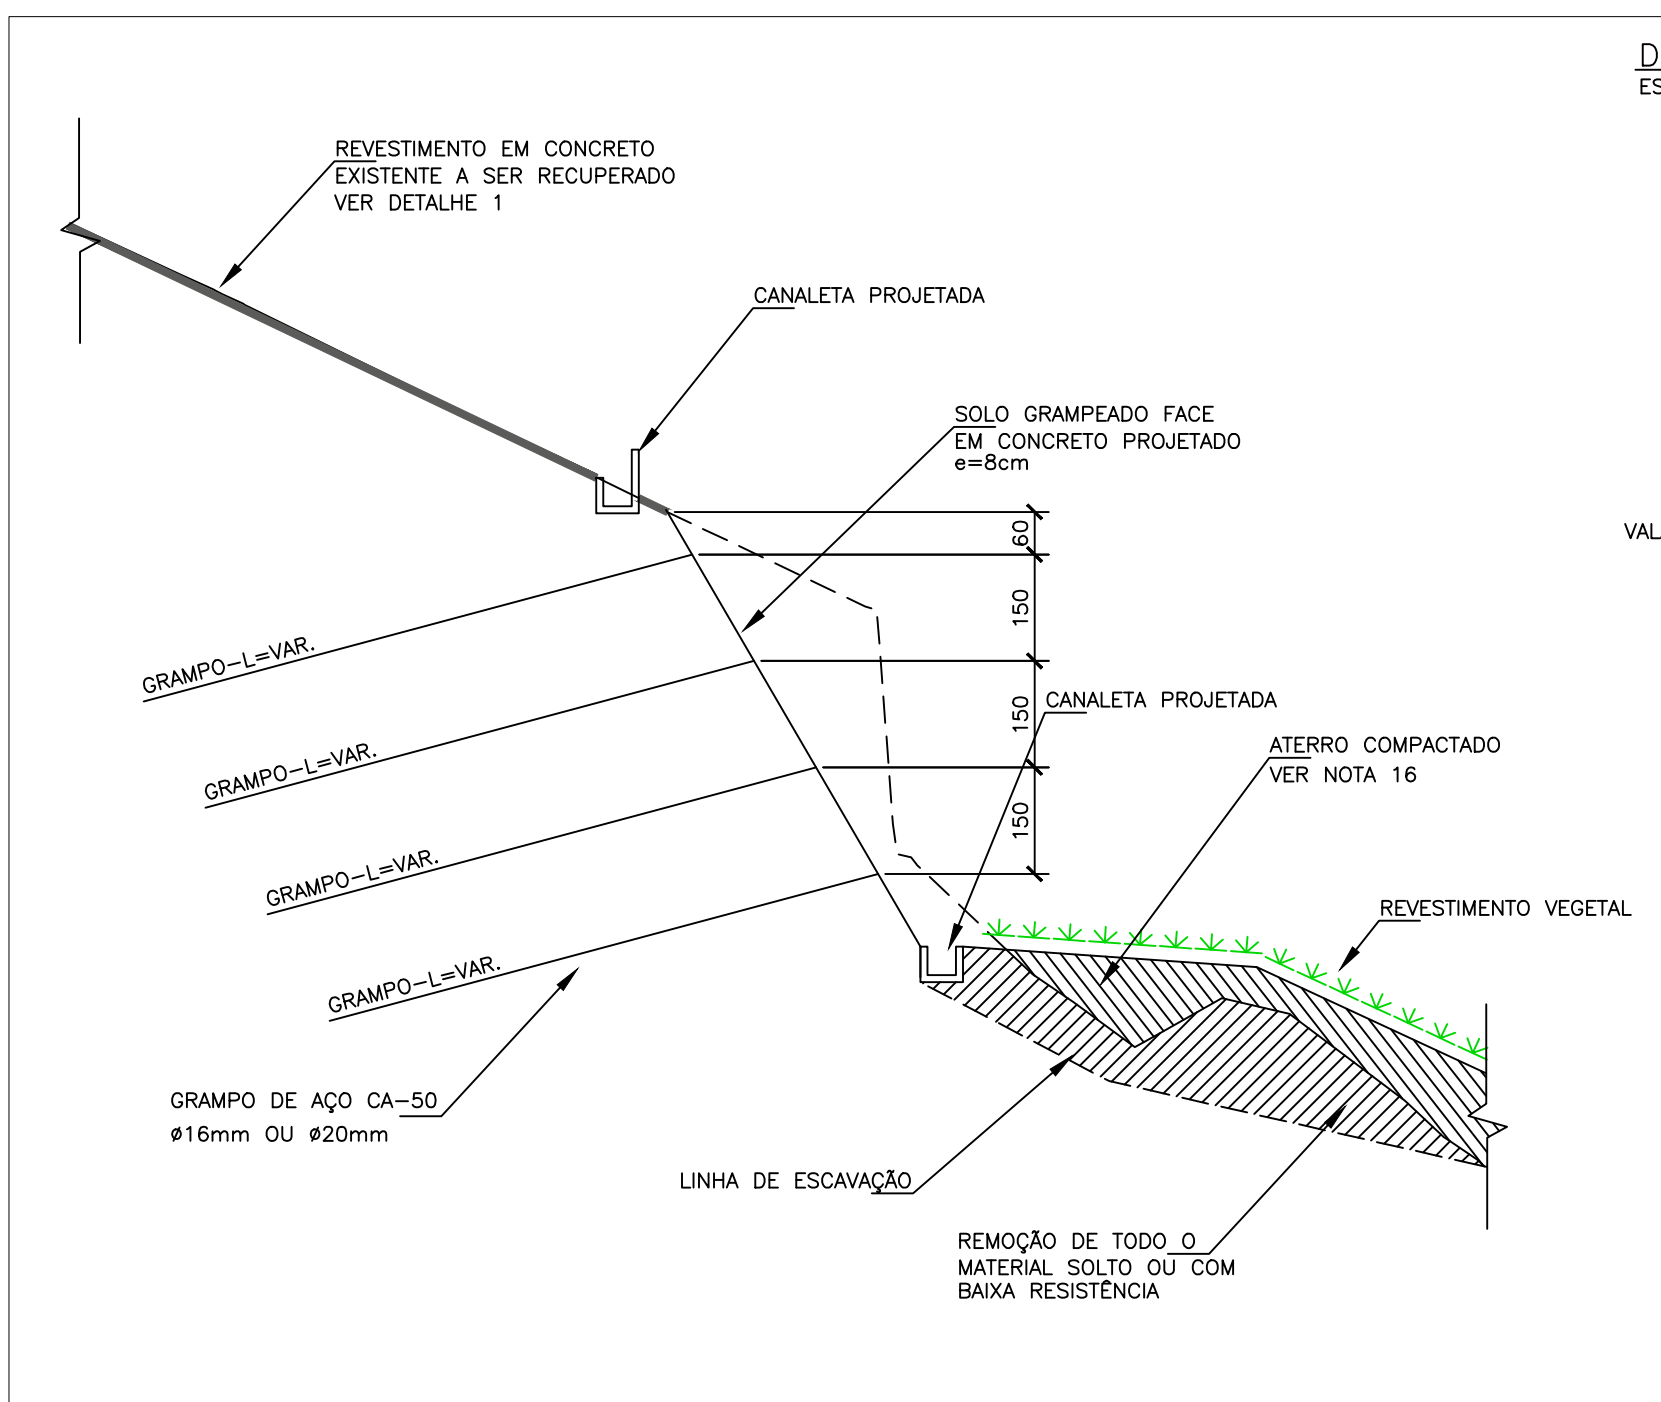 D
ES
REVESTIMENTO EM CONCRETO
EXISTENTE A SER RECUPERADO
VER DETALHE 1
CANALETA PROJETADA
SOLO GRAMPEADO FACE
EM CONCRETO PROJETADO
e=8cm
60
150
150
150
VAL
GRAMPO-L=VAR.
GRAMPO-L=VAR.
GRAMPO-L=VAR.
GRAMPO-L=VAR.
CANALETA PROJETADA
ATERRO COMPACTADO
VER NOTA 16
REVESTIMENTO VEGETAL
GRAMPO DE AÇO CA-50
ø16mm OU ø20mm
LINHA DE ESCAVAÇÃO
REMOÇÃO DE TODO O
MATERIAL SOLTO OU COM
BAIXA RESISTÊNCIA